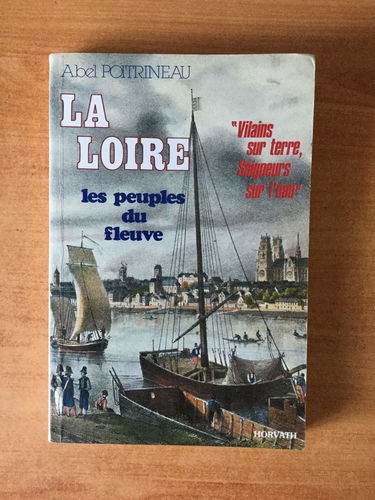 Abel POITRINEAU
LA
LOIRE
les peuples
du
fleuve
"Vilains
sur terre,
Seigneurs
sur l'eau"
HORVATH